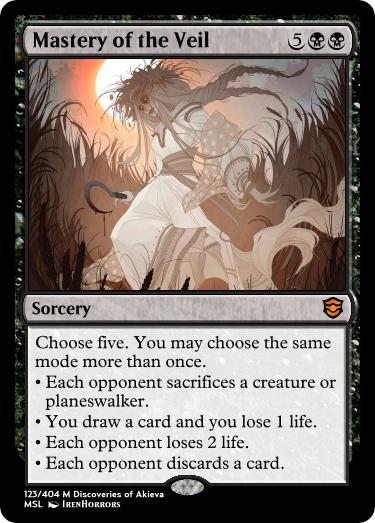 Mastery of the Veil 5
Sorcery
Choose five. You may choose the same
mode more than once.
• Each opponent sacrifices a creature or
planeswalker.
• You draw a card and you lose 1 life.
• Each opponent loses 2 life.
• Each opponent discards a card.
123/404 M Discoveries of Akieva
MSL IrenHorrors